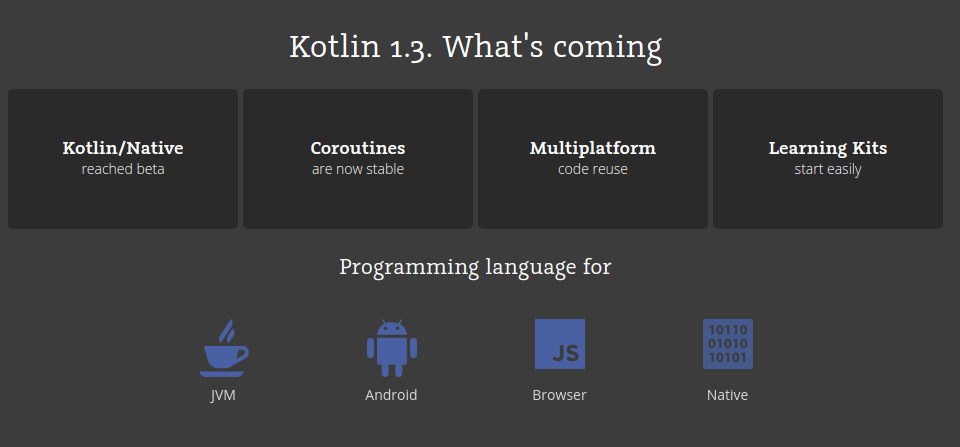 Kotlin 1.3. What's coming
Kotlin/Native
reached beta
Coroutines
are now stable
Multiplatform
code reuse
Learning Kits
start easily
Programming language for
JS
10110
01010
10101
JVM
Android
Browser
Native